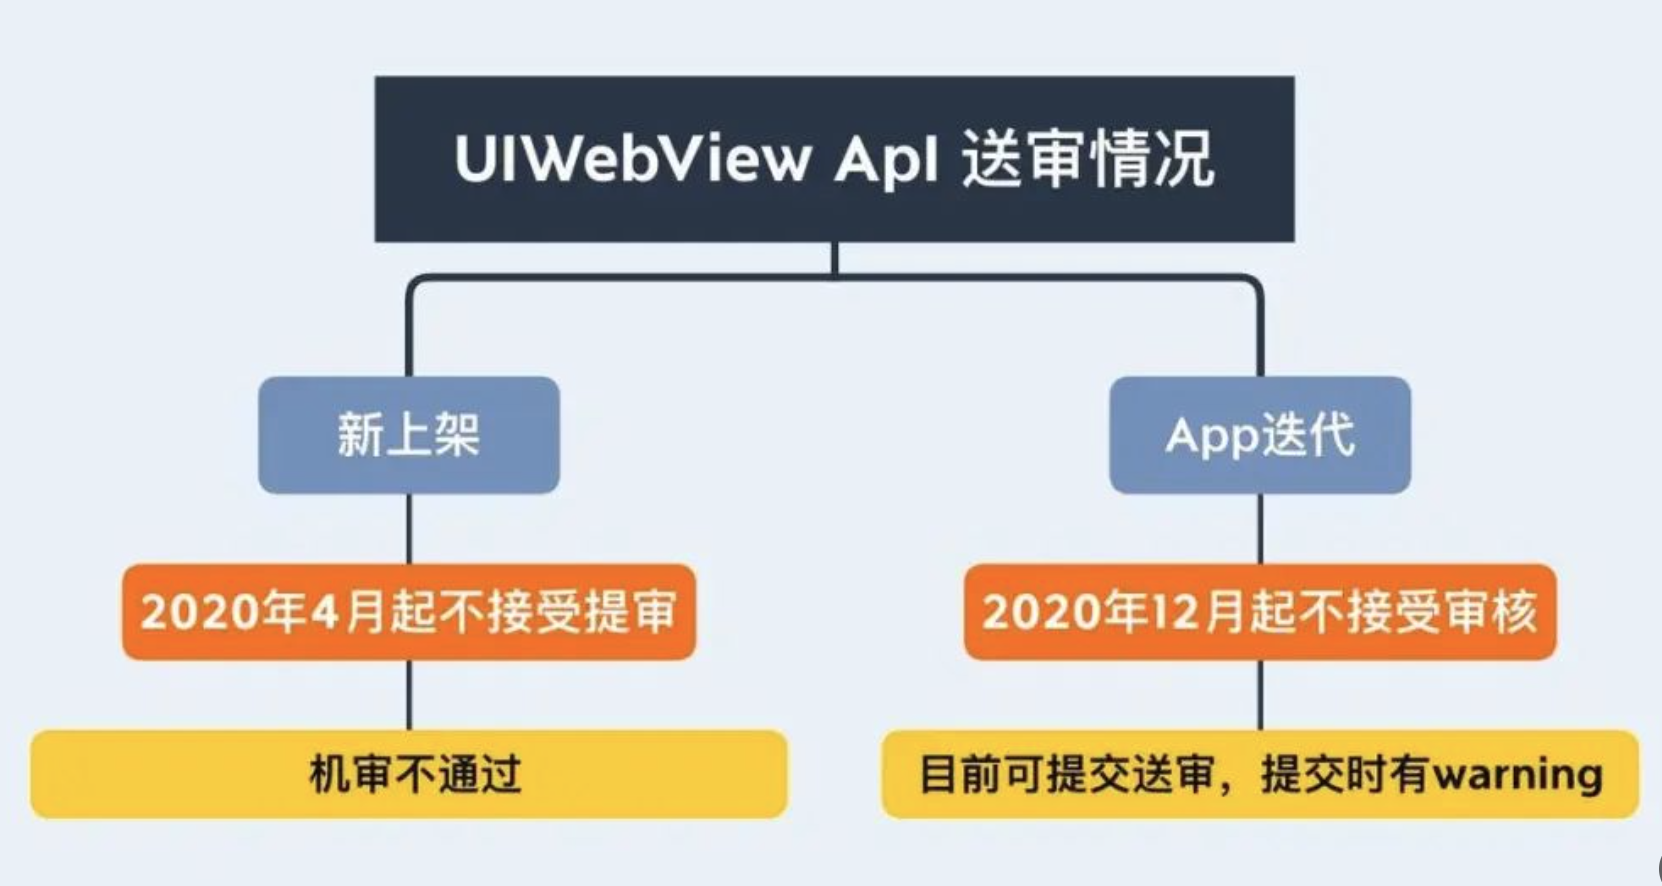 UIWebView ApI 送审情况
新上架
App迭代
2020年4月起不接受提审
2020年12月起不接受审核
机审不通过
目前可提交送审，提交时有warning